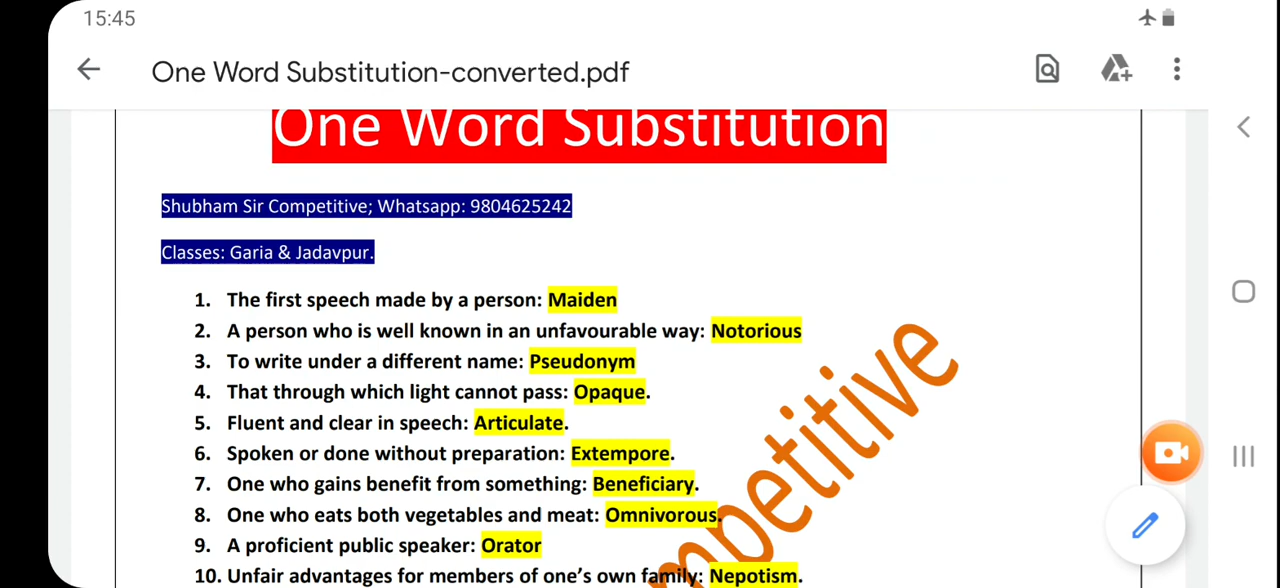 15:45
One Word Substitution-converted.pdf
One Word Substitution
Shubham Sir Competitive; Whatsapp: 9804625242
Classes: Garia & Jadavpur.
1. The first speech made by a person: Maiden
2. A person who is well known in an unfavourable way: Notorious
3. To write under a different name: Pseudonym
4. That through which light cannot pass: Opaque.
5. Fluent and clear in speech: Articulate.
6. Spoken or done without preparation: Extempore.
7. One who gains benefit from something: Beneficiary.
8. One who eats both vegetables and meat: Omnivorous.
9. A proficient public speaker: Orator
10. Unfair advantages for members of one's own family: Nepotism.
mpetitive